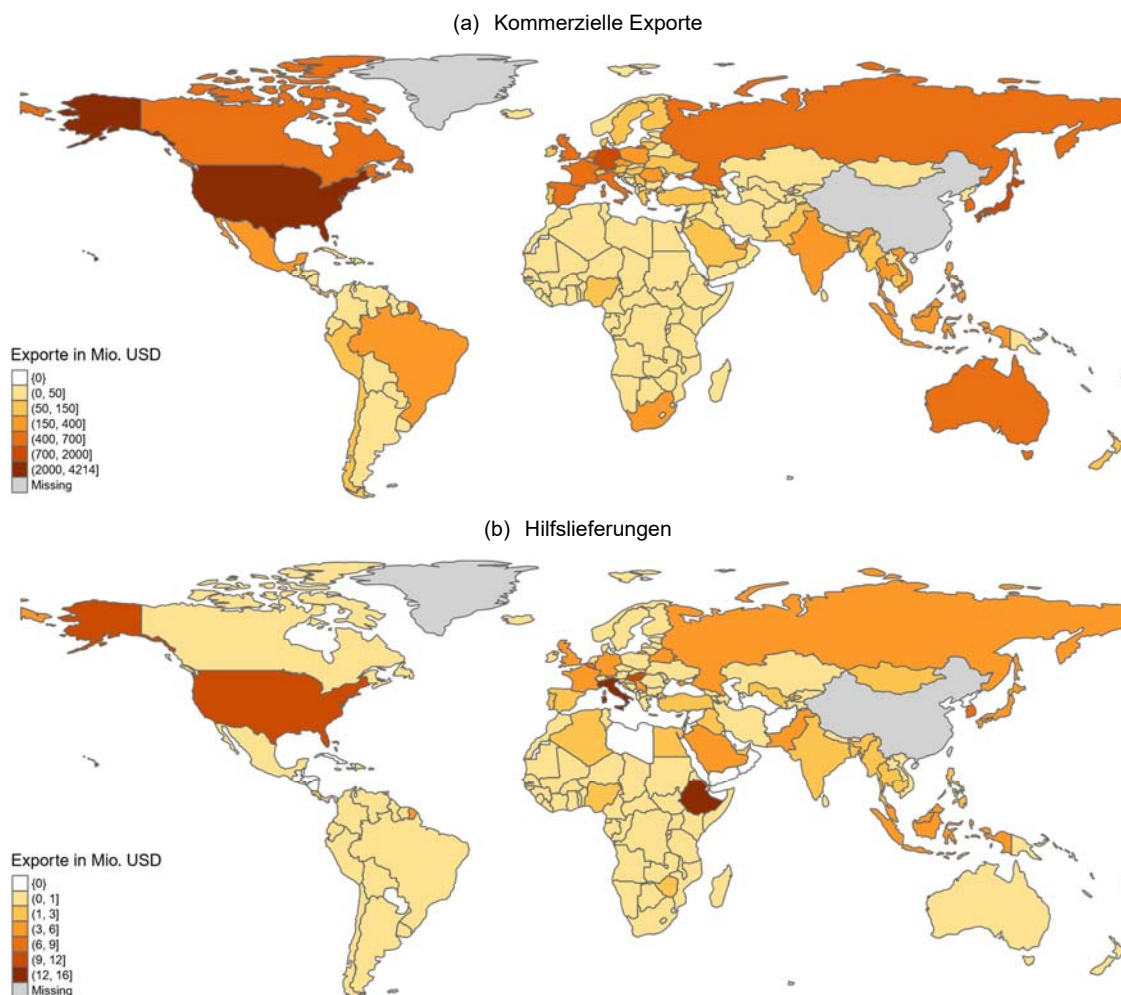 (a) Kommerzielle Exporte
Exporte in Mio. USD
{0}
(0, 50]
(50, 150]
(150, 400]
(400, 700]
(700, 2000]
(2000, 4214]
Missing
(b) Hilfslieferungen
Exporte in Mio. USD
{0}
(0, 1]
(1, 3]
(3, 6]
(6, 9]
(9, 12]
(12, 16]
Missing